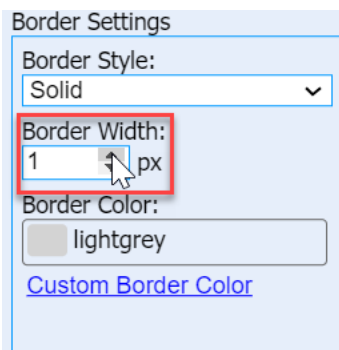 Border Settings
Border Style:
Solid
Border Width:
1 px
Border Color:
lightgrey
Custom Border Color